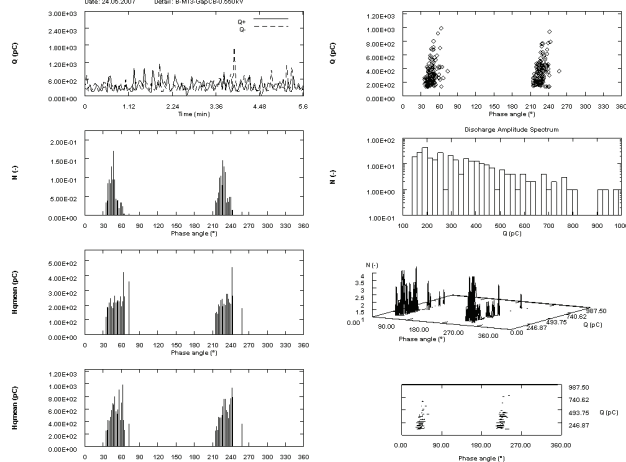 Date: 24.05.2007 Detail: B-M13-GapCB-0.550kV
3.00E+03
2.40E+03
1.80E+03
1.20E+03
6.00E+02
0.00E+00
Q (pC)
Q+
Q-
0 1.12 2.24 3.36 4.48 5.6
Time (min)
1.20E+03
1.00E+03
8.00E+02
6.00E+02
4.00E+02
2.00E+02
0.00E+00
Q (pC)
0 30 60 90 120 150 180 210 240 270 300 330 360
Phase angle (°)
2.00E-01
1.50E-01
1.00E-01
5.00E-02
0.00E+00
N (-)
0 30 60 90 120 150 180 210 240 270 300 330 360
Phase angle (°)
Discharge Amplitude Spectrum
1.00E+02
1.00E+01
1.00E+00
1.00E-01
N (-)
100 200 300 400 500 600 700 800 900 1000
Q (pC)
5.00E+02
4.00E+02
3.00E+02
2.00E+02
1.00E+02
0.00E+00
Hqmean (pC)
0 30 60 90 120 150 180 210 240 270 300 330 360
Phase angle (°)
N (-)
4
3.5
3
2.5
2
1.5
1
0.00 90.00 180.00 270.00 360.00
Phase angle (°)
0.00 246.87 493.75 740.62 987.50
Q (pC)
1.20E+03
1.00E+03
8.00E+02
6.00E+02
4.00E+02
2.00E+02
0.00E+00
Hqmean (pC)
0 30 60 90 120 150 180 210 240 270 300 330 360
Phase angle (°)
987.50
740.62
493.75
246.87
Q (pC)
0.00 90.00 180.00 270.00 360.00
Phase angle (°)